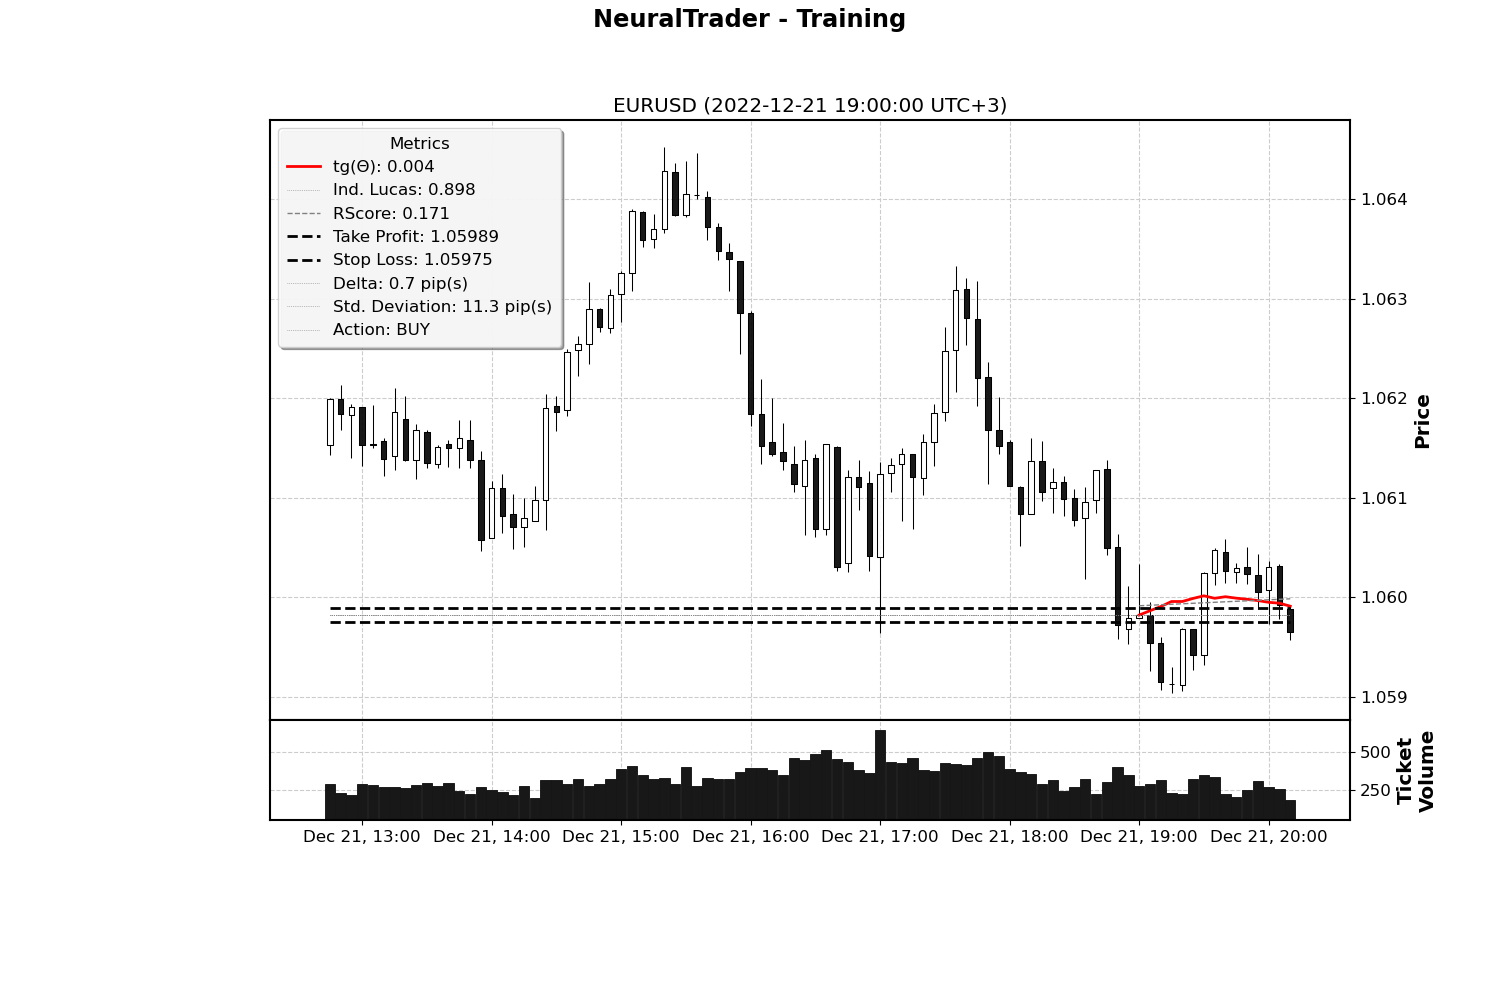 NeuralTrader - Training
EURUSD (2022-12-21 19:00:00 UTC+3)
Metrics
tg(Θ): 0.004
Ind. Lucas: 0.898
RScore: 0.171
Take Profit: 1.05989
Stop Loss: 1.05975
Delta: 0.7 pip(s)
Std. Deviation: 11.3 pip(s)
Action: BUY
1.064
1.063
1.062
1.061
1.060
1.059
Price
500
250
Ticket
Volume
Dec 21, 13:00
Dec 21, 14:00
Dec 21, 15:00
Dec 21, 16:00
Dec 21, 17:00
Dec 21, 18:00
Dec 21, 19:00
Dec 21, 20:00